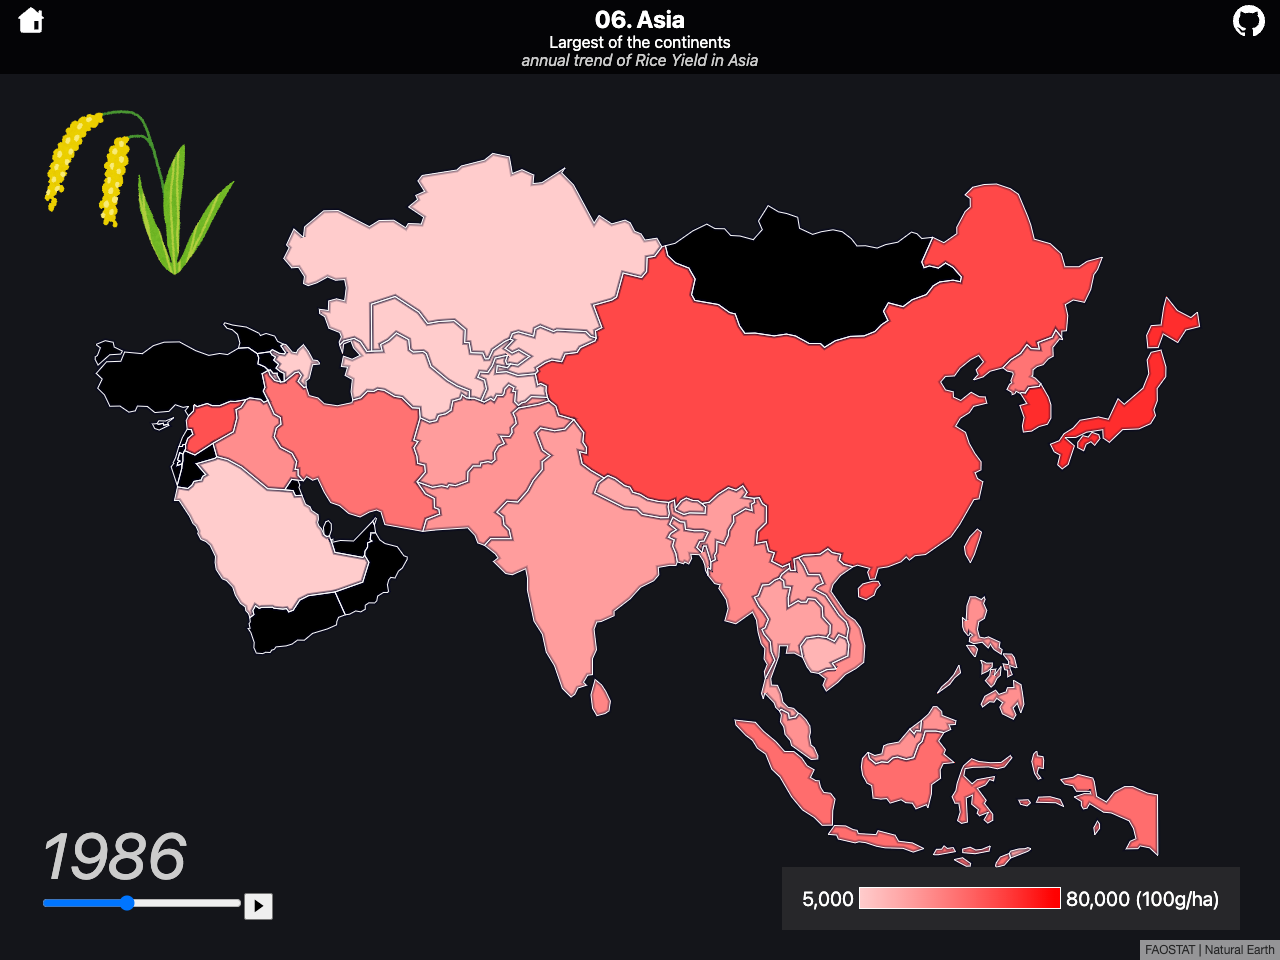 06. Asia
Largest of the continents
annual trend of Rice Yield in Asia
1986
5,000 80,000 (100g/ha)
FAOSTAT | Natural Earth